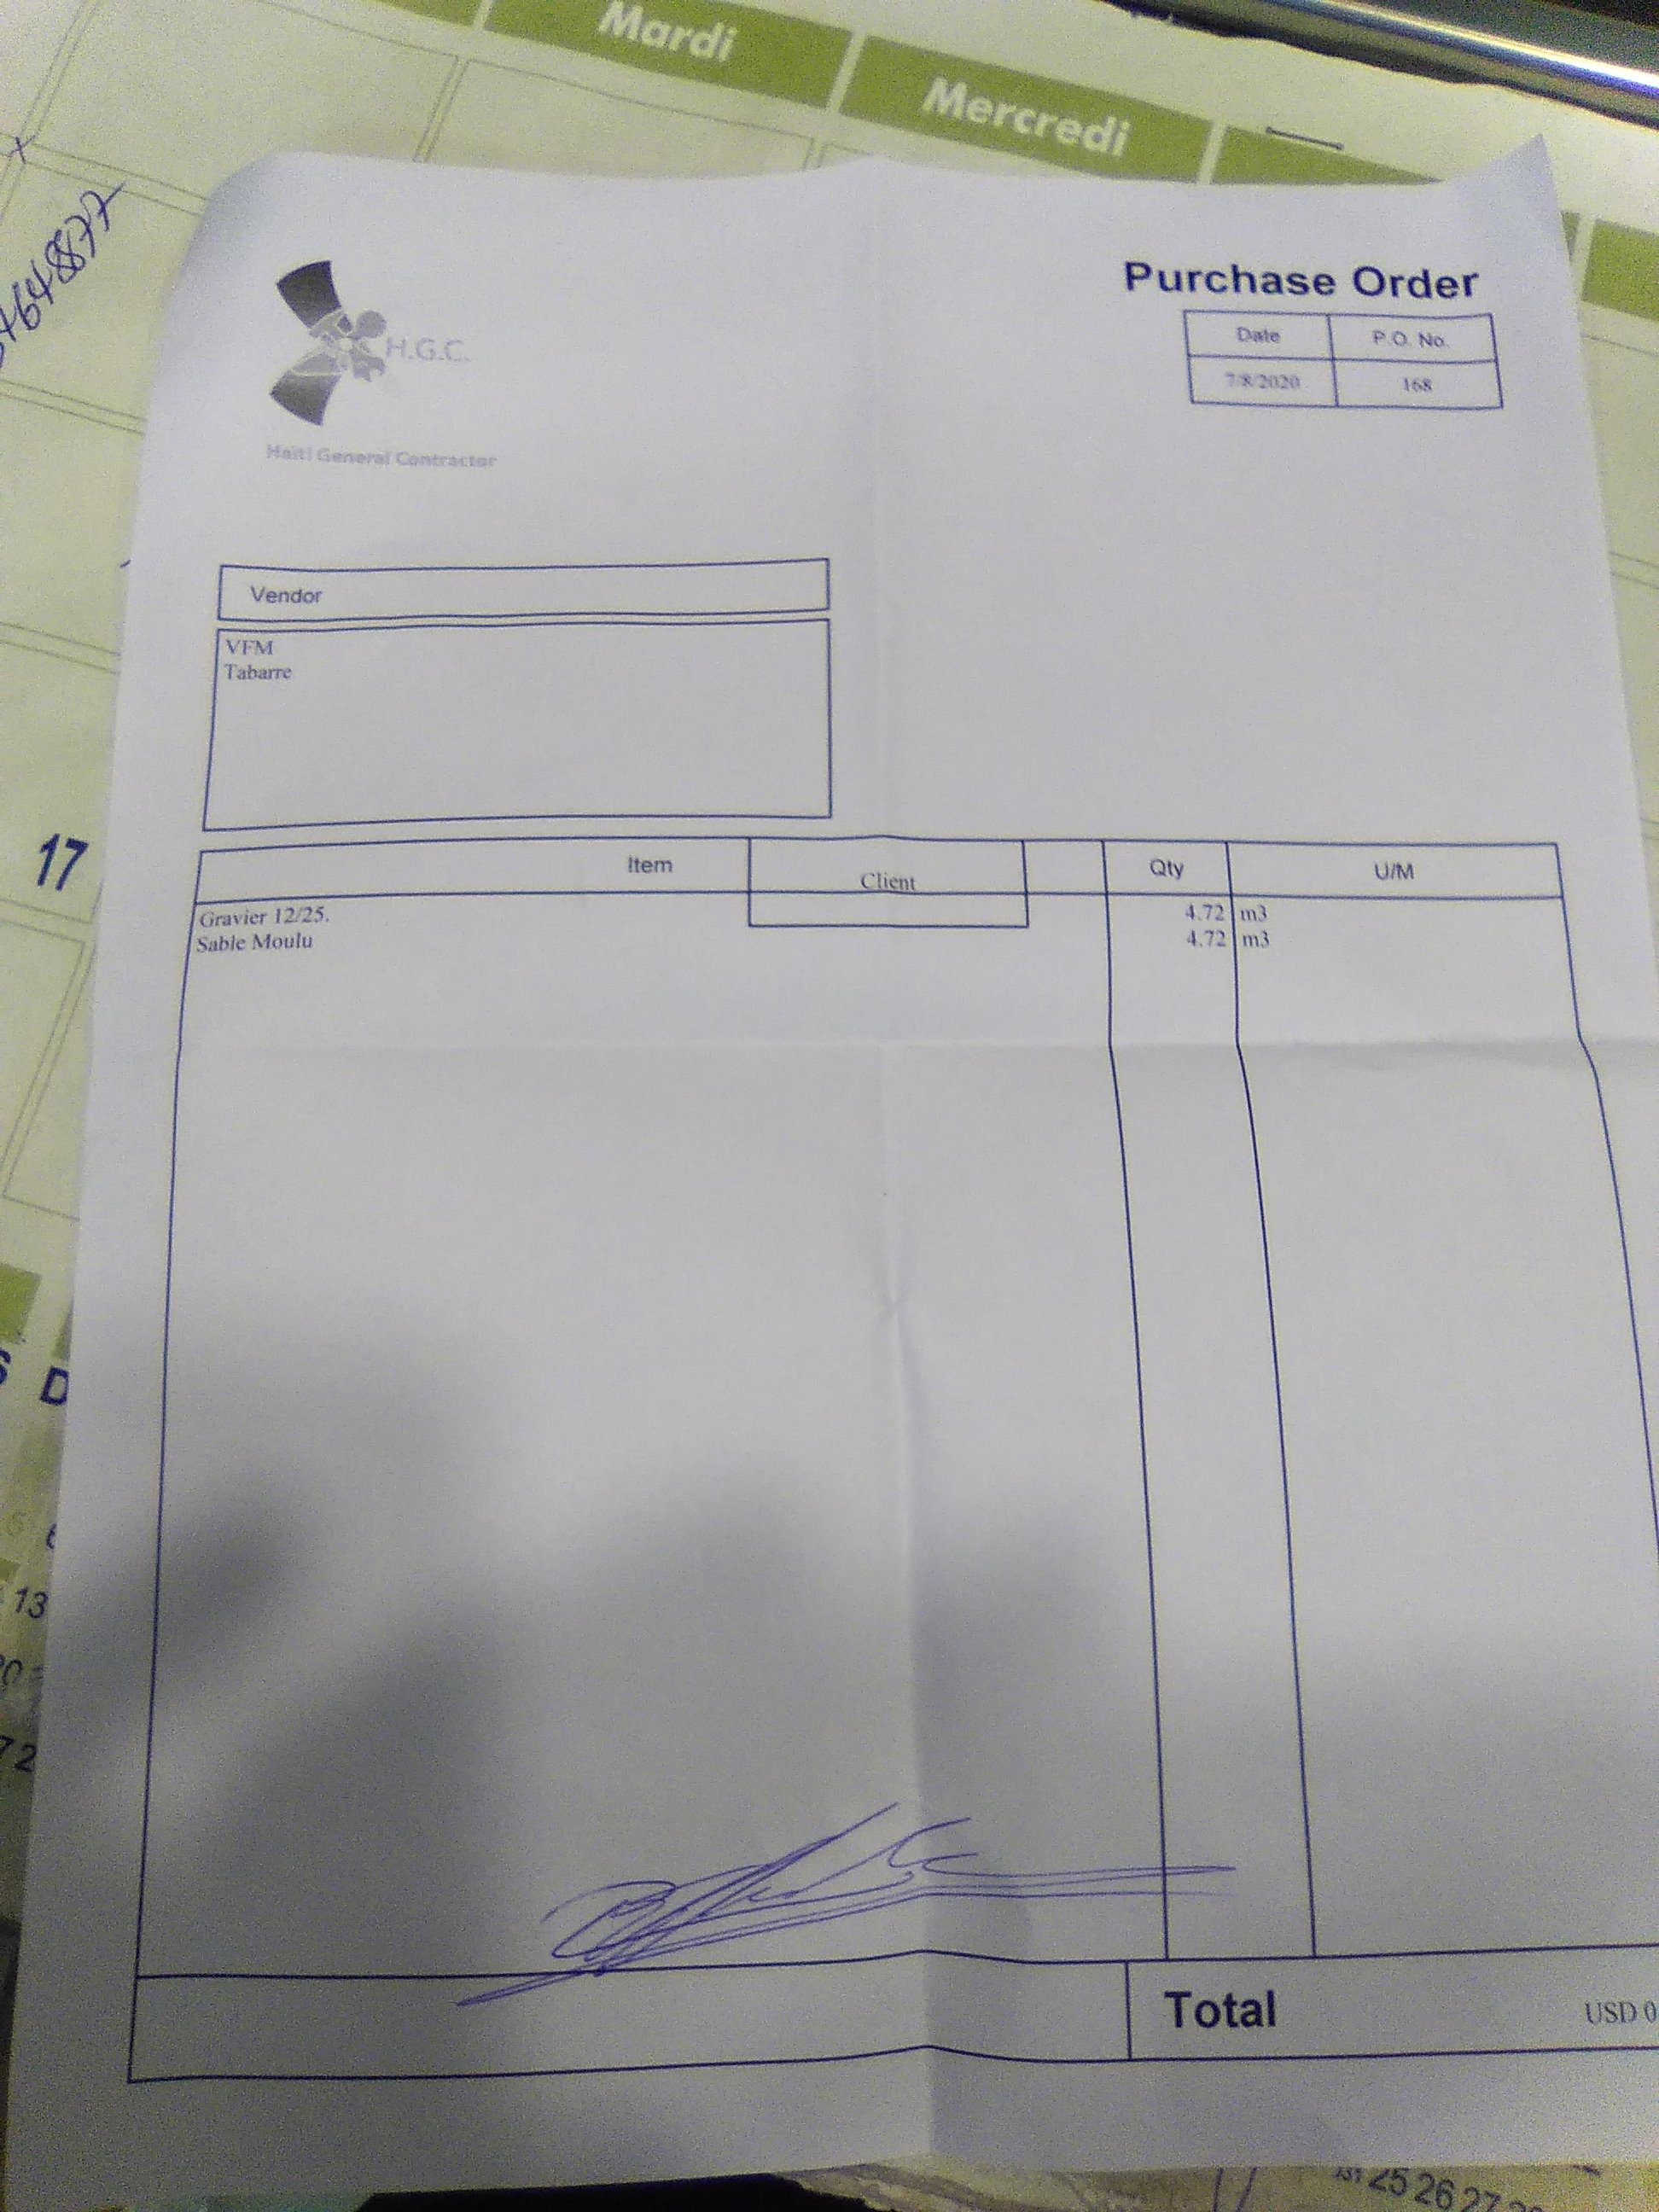 Mardi
Mercredi
648877
Purchase Order
Date P.O. No.
7/8/2020 168
H.G.C.
Haiti General Contractor
Vendor
VFM
Tabarre
17
Item Client Qty U/M
Gravier 12/25. 4.72 m3
Sable Moulu 4.72 m3
D
13
Total USD 0
25 26 27